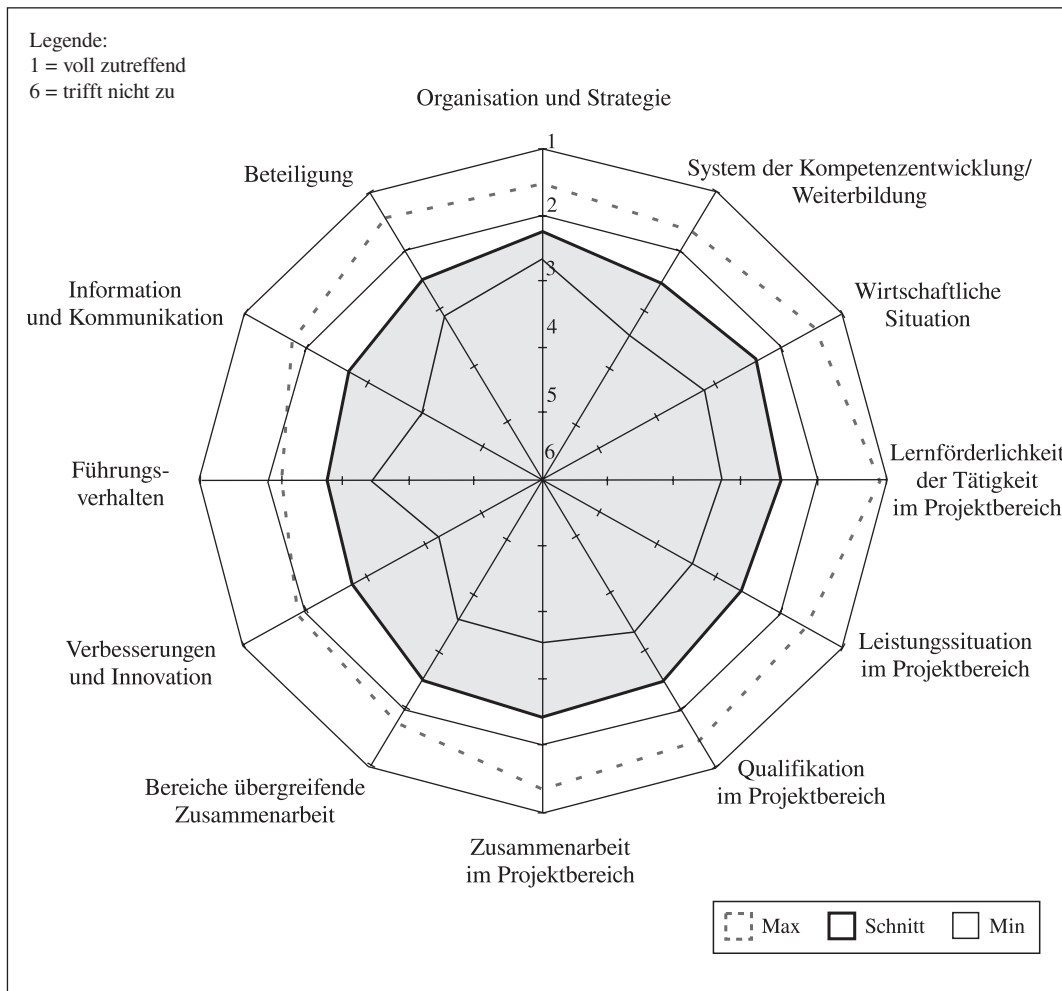 Legende:
1 = voll zutreffend
6 = trifft nicht zu
Organisation und Strategie
System der Kompetenzentwicklung/
Weiterbildung
Wirtschaftliche
Situation
Lernförderlichkeit
der Tätigkeit
im Projektbereich
Leistungssituation
im Projektbereich
Qualifikation
im Projektbereich
Zusammenarbeit
im Projektbereich
Bereiche übergreifende
Zusammenarbeit
Verbesserungen
und Innovation
Führungs-
verhalten
Information
und Kommunikation
Beteiligung
1
2
3
4
5
6
Max Schnitt Min